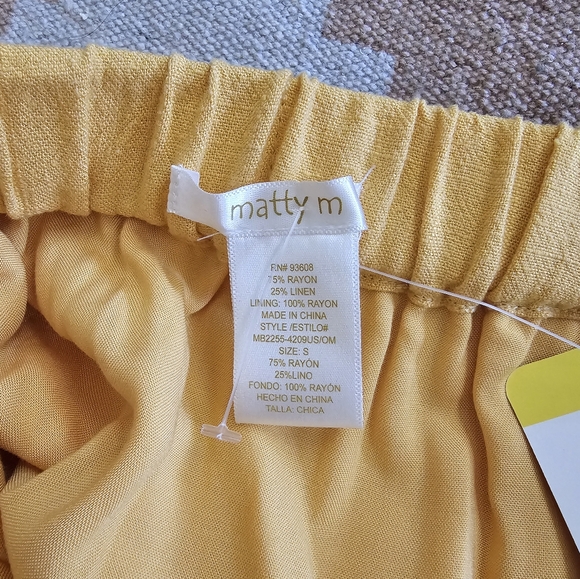 matty m
RN# 93608
75% RAYON
25% LINEN
LINING: 100% RAYON
MADE IN CHINA
STYLE /ESTILO#
MB2255-4209US/OM
SIZE: S
75% RAYÓN
25%LINO
FONDO: 100% RAYÓN
HECHO EN CHINA
TALLA: CHICA